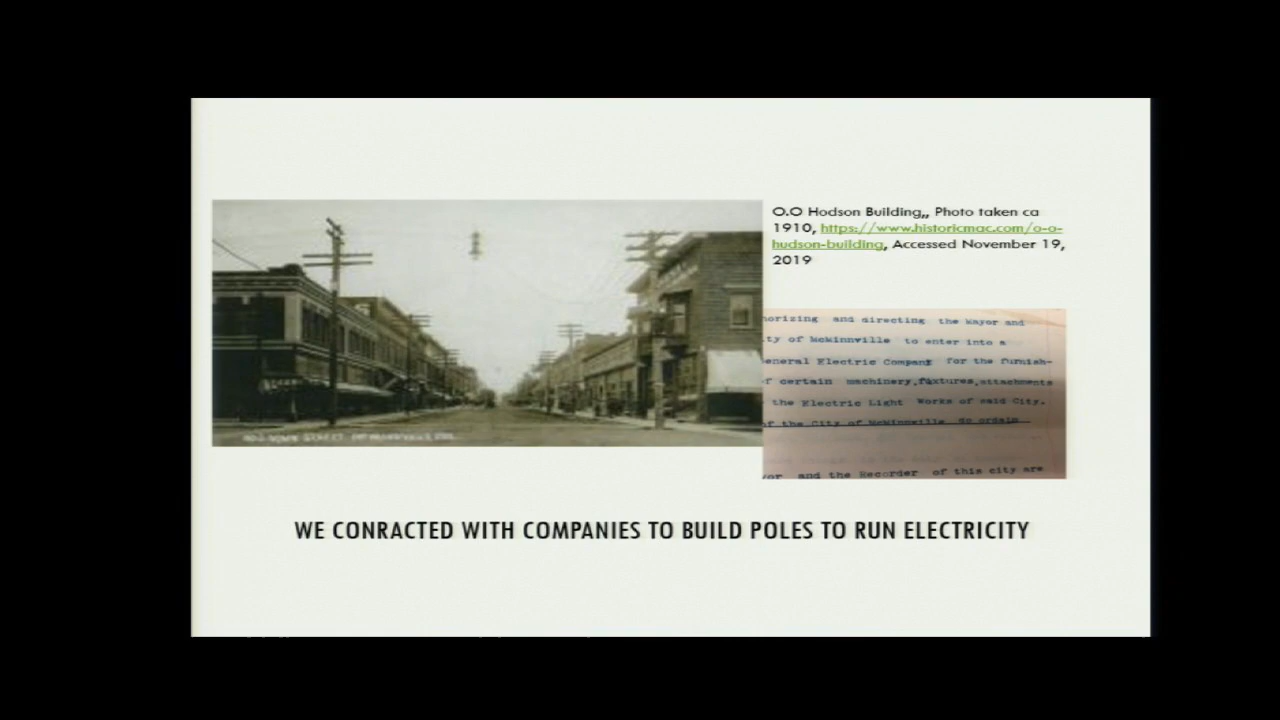 O.O Hodson Building,, Photo taken ca
1910, https://www.historicmac.com/o-o-
hudson-building, Accessed November 19,
2019
horizing and directing the Mayor and
ity of McMinnville to enter into a
eneral Electric Company for the furnish-
f certain machinery,fixtures,attachments
the Electric Light Works of said City.
of the City of McMinnville do ordain
yor and the Recorder of this city are
WE CONRACTED WITH COMPANIES TO BUILD POLES TO RUN ELECTRICITY